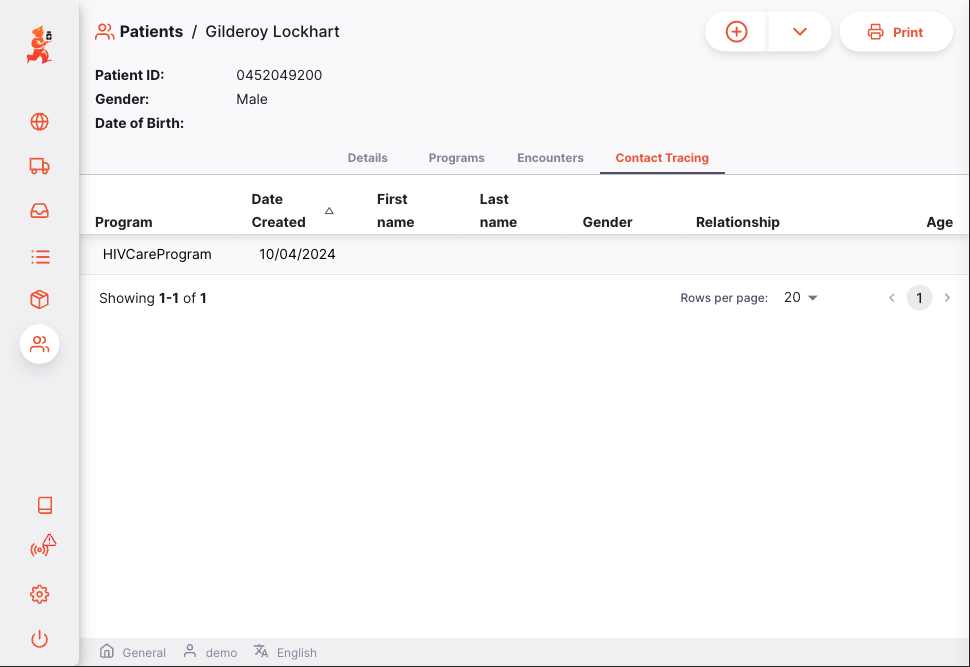 Patients / Gilderoy Lockhart
Print
Patient ID: 0452049200
Gender: Male
Date of Birth:
Details Programs Encounters Contact Tracing
Program Date Created First name Last name Gender Relationship Age
HIVCareProgram 10/04/2024
Showing 1-1 of 1 Rows per page: 20 1
General demo English